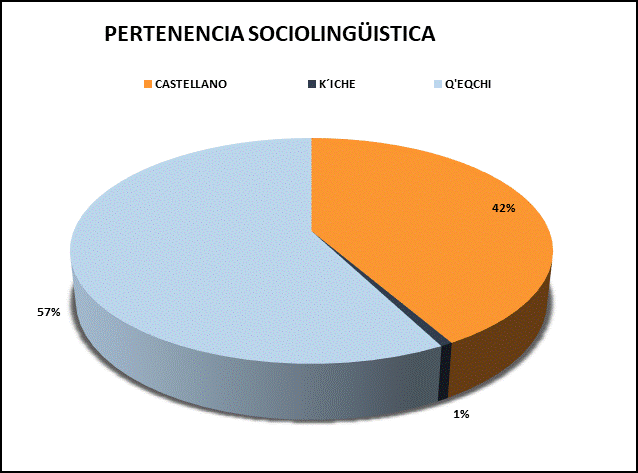 PERTENENCIA SOCIOLINGÜISTICA
CASTELLANO K´ICHE Q'EQCHI
42%
57%
1%